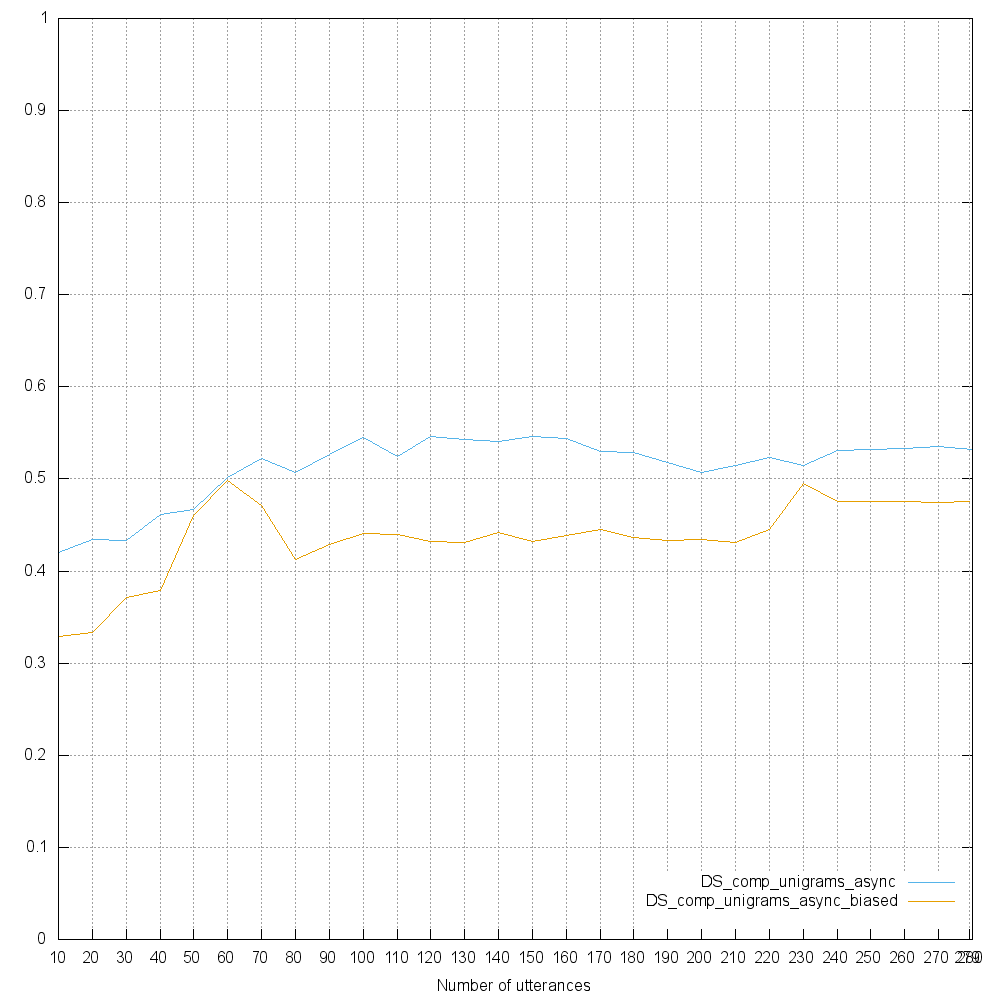 1
0.9
0.8
0.7
0.6
0.5
0.4
0.3
0.2
0.1
0
DS_comp_unigrams_async
DS_comp_unigrams_async_biased
10 20 30 40 50 60 70 80 90 100 110 120 130 140 150 160 170 180 190 200 210 220 230 240 250 260 270 279 280
Number of utterances